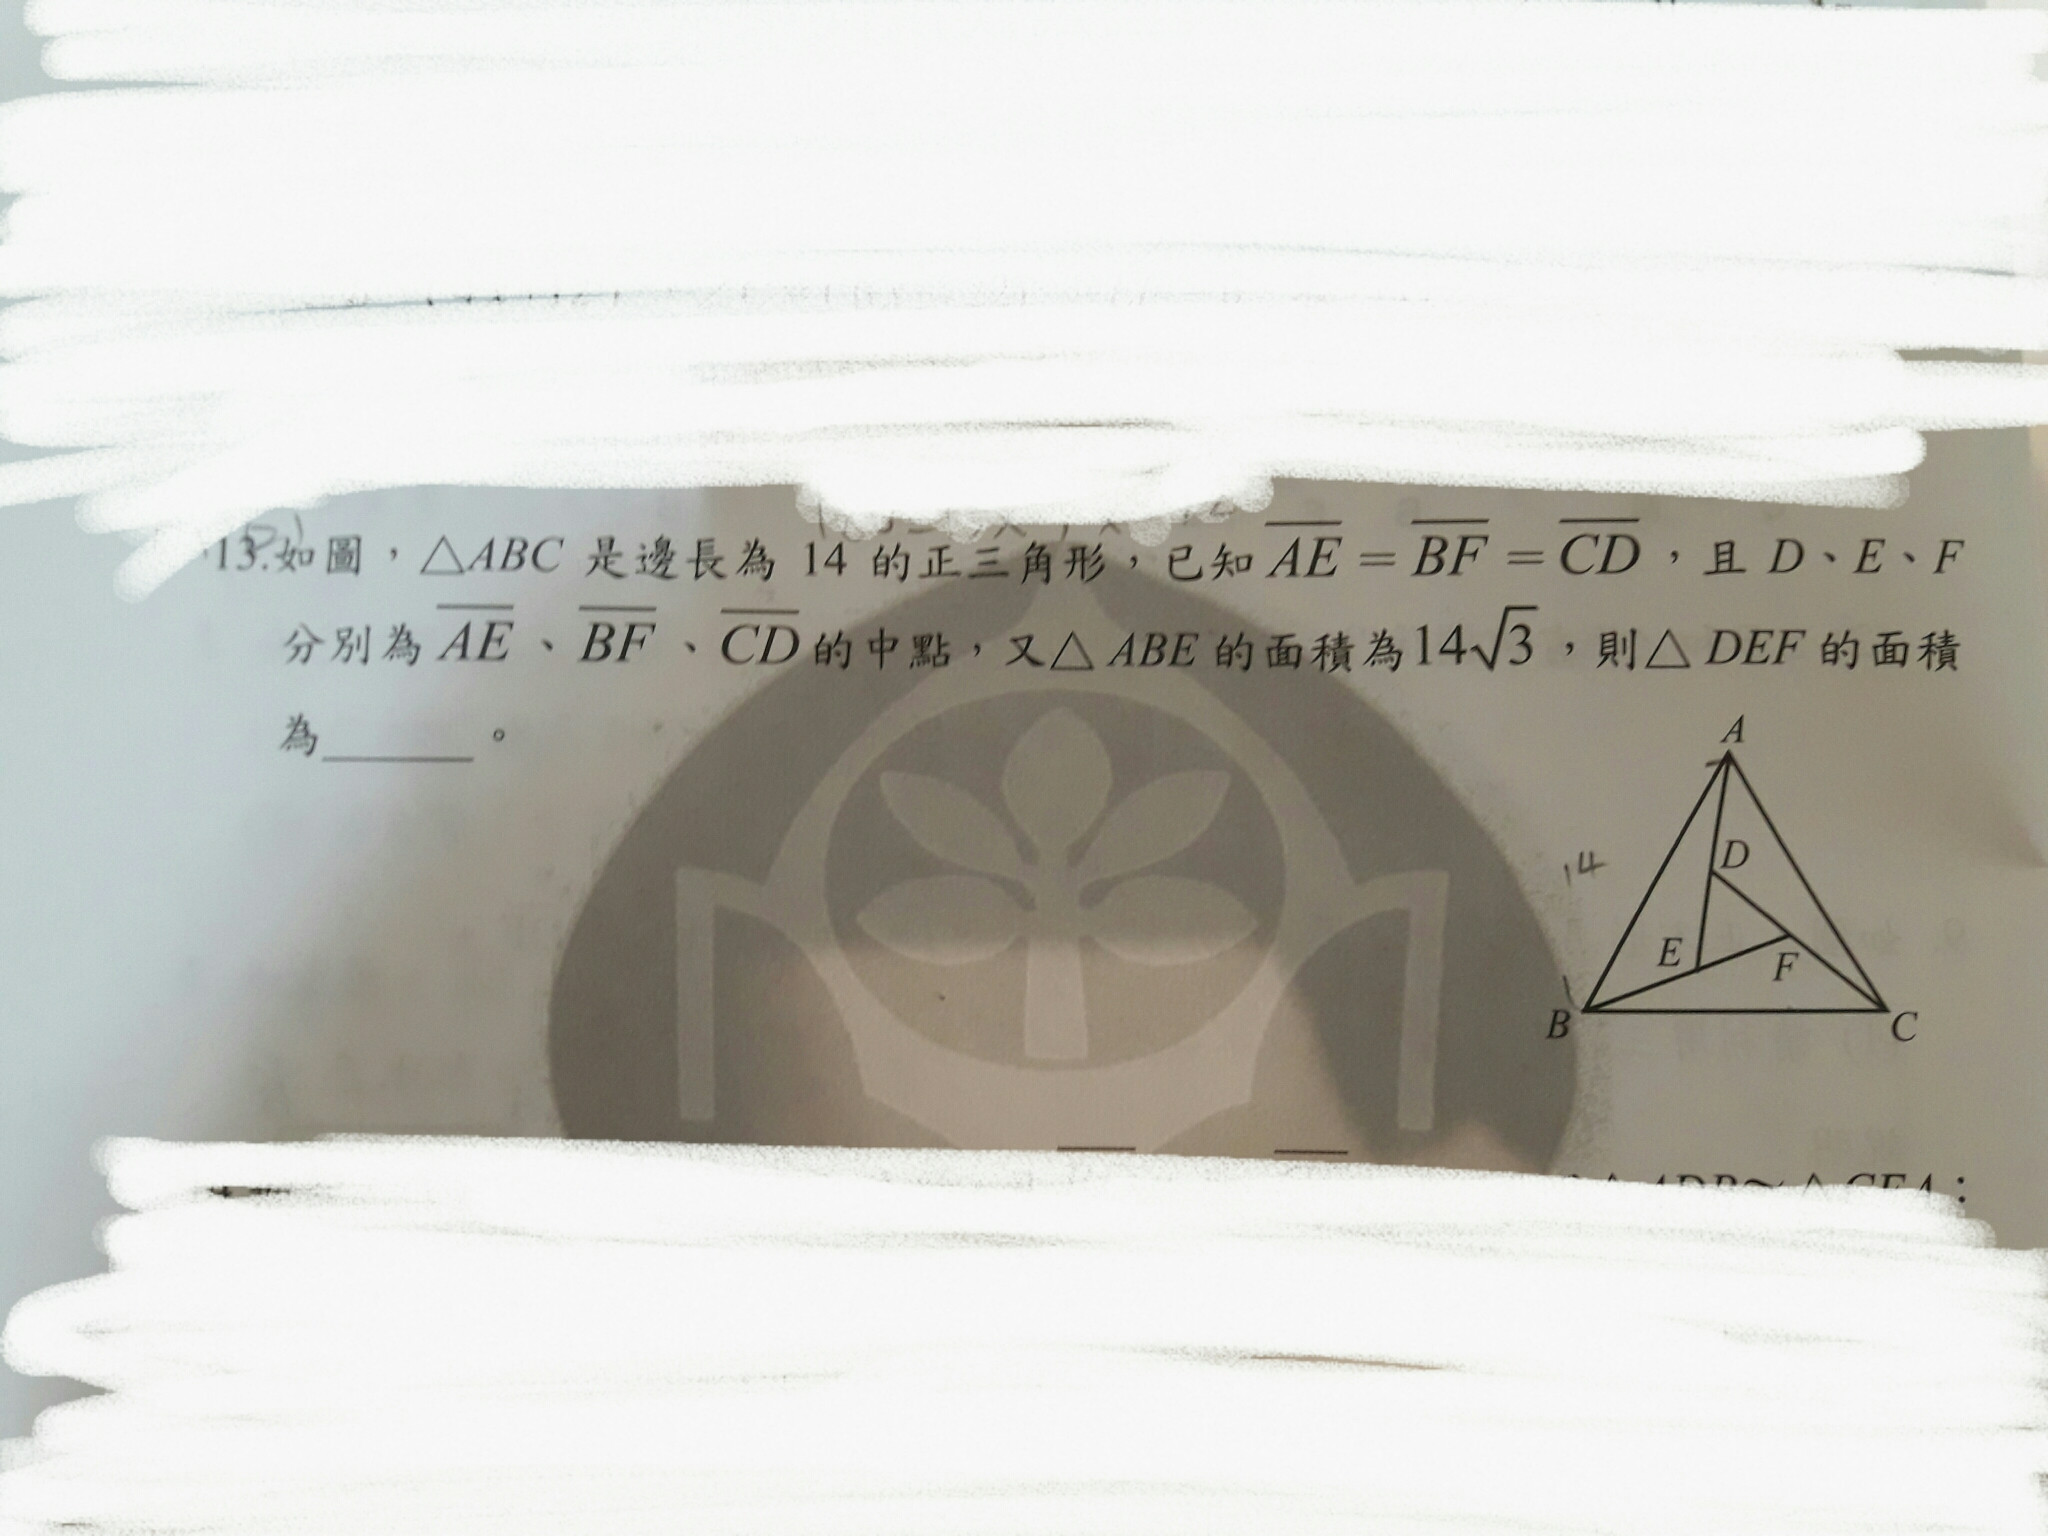 13.如圖，△ABC 是邊長為 14 的正三角形，已知 AE = BF = CD，且 D、E、F
分別為 AE、BF、CD 的中點，又△ ABE 的面積為14√3，則△ DEF 的面積
為______。
A
D
14
E
F
B
C